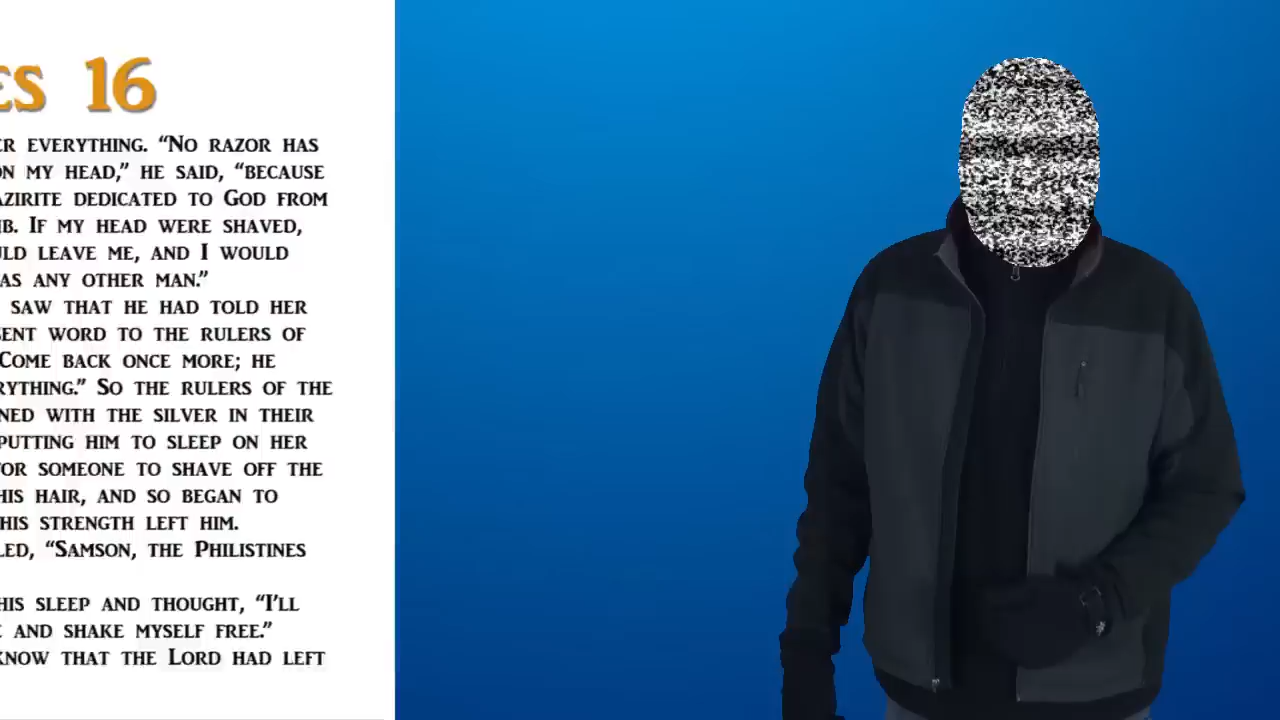 ES 16
ER EVERYTHING. “NO RAZOR HAS
ON MY HEAD,” HE SAID, “BECAUSE
AZIRITE DEDICATED TO GOD FROM
B. IF MY HEAD WERE SHAVED,
ULD LEAVE ME, AND I WOULD
AS ANY OTHER MAN.”
SAW THAT HE HAD TOLD HER
SENT WORD TO THE RULERS OF
COME BACK ONCE MORE; HE
RYTHING.” SO THE RULERS OF THE
NED WITH THE SILVER IN THEIR
PUTTING HIM TO SLEEP ON HER
FOR SOMEONE TO SHAVE OFF THE
HIS HAIR, AND SO BEGAN TO
HIS STRENGTH LEFT HIM.
LED, “SAMSON, THE PHILISTINES
HIS SLEEP AND THOUGHT, “I’LL
E AND SHAKE MYSELF FREE.”
KNOW THAT THE LORD HAD LEFT